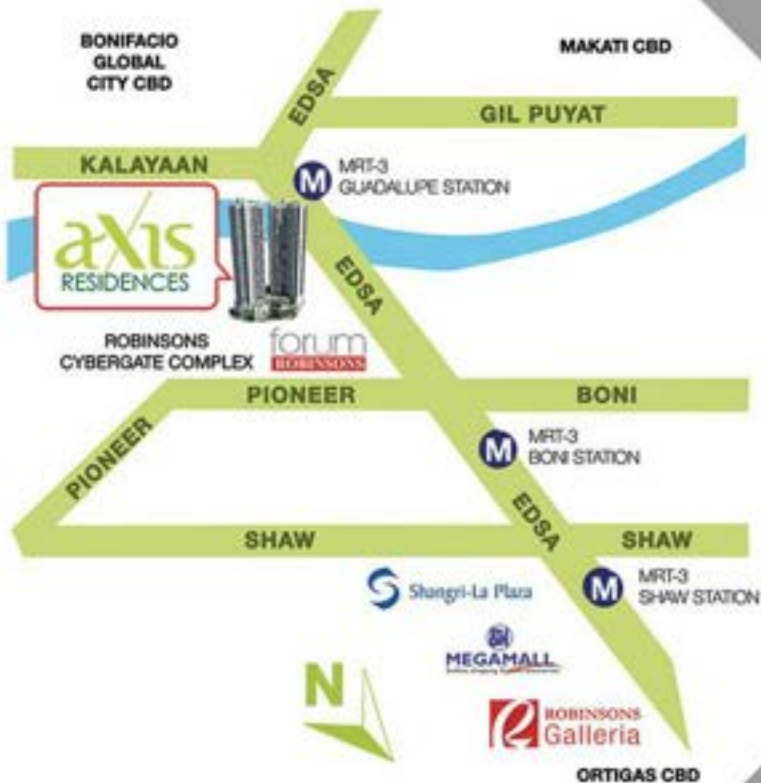 BONIFACIO
GLOBAL
CITY CBD
MAKATI CBD
EDSA
GIL PUYAT
KALAYAAN
M
MRT-3
GUADALUPE STATION
axis
RESIDENCES
EDSA
ROBINSONS
CYBERGATE COMPLEX
forum
ROBINSONS
PIONEER
BONI
PIONEER
M
MRT-3
BONI STATION
EDSA
SHAW
SHAW
M
MRT-3
SHAW STATION
Shangri-La Plaza
SM
MEGAMALL
N
ROBINSONS
Galleria
ORTIGAS CBD